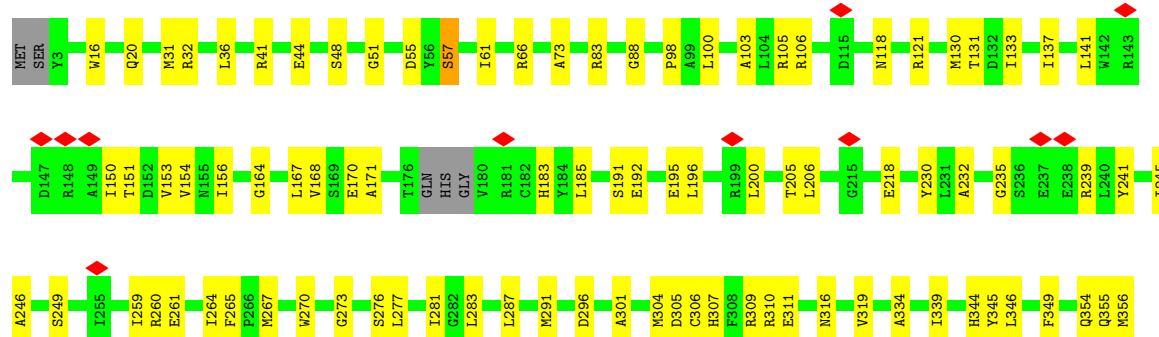 MET SER Y3 W16 Q20 M31 R32 L36 R41 E44 S48 G51 D55 Y56 S57 I61 R66 A73 R83 G88 P98 A99 L100 A103 L104 R105 R106 D115 N118 R121 M130 T131 D132 I133 I137 L141 W142 R143
D147 R148 A149 I150 T151 D152 V153 V154 N155 I156 G164 L167 V168 S169 E170 A171 T176 GLN HIS GLY V180 R181 C182 H183 Y184 L185 S191 E192 E195 L196 R199 L200 T205 L206 G215 E218 Y230 L231 A232 G235 S236 E237 E238 R239 L240 Y241
A246 S249 I255 I259 R260 E261 I264 F265 P266 M267 W270 G273 S276 L277 I281 G282 L283 L287 M291 D296 A301 M304 D305 C306 H307 F308 R309 R310 E311 N316 V319 A334 I339 H344 Y345 L346 F349 Q354 Q355 M356